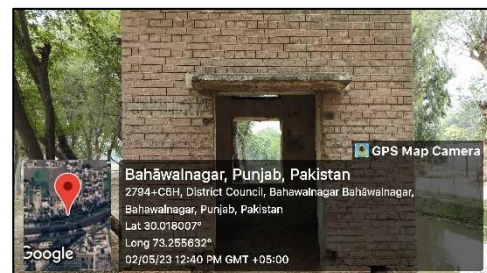 GPS Map Camera
Bahāwalnagar, Punjab, Pakistan
2794+C6H, District Council, Bahawalnagar Bahāwalnagar,
Bahawalnagar, Punjab, Pakistan
Lat 30.018007°
Long 73.255632°
02/05/23 12:40 PM GMT +05:00
Google